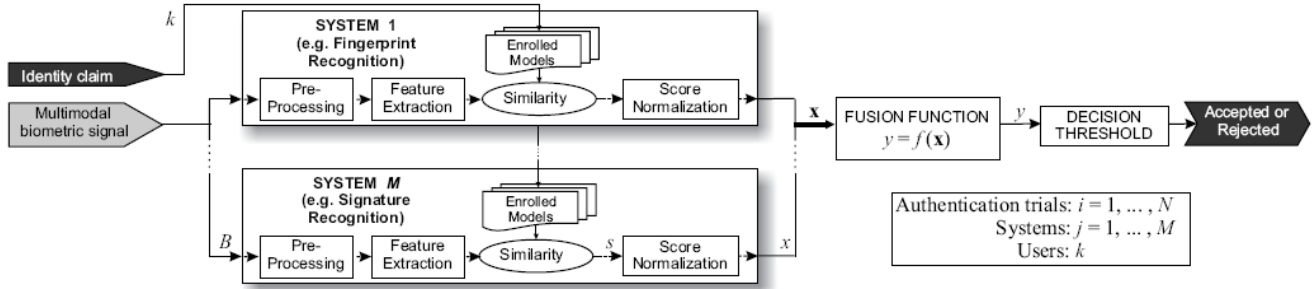 k
SYSTEM 1
(e.g. Fingerprint
Recognition)
Enrolled
Models
Identity claim
Pre-
Processing
Feature
Extraction
Similarity
Score
Normalization
Multimodal
biometric signal
x
FUSION FUNCTION
y = f(x)
y
DECISION
THRESHOLD
Accepted or
Rejected
SYSTEM M
(e.g. Signature
Recognition)
Enrolled
Models
B
Pre-
Processing
Feature
Extraction
Similarity
s
Score
Normalization
x
Authentication trials: i = 1, ... , N
Systems: j = 1, ... , M
Users: k